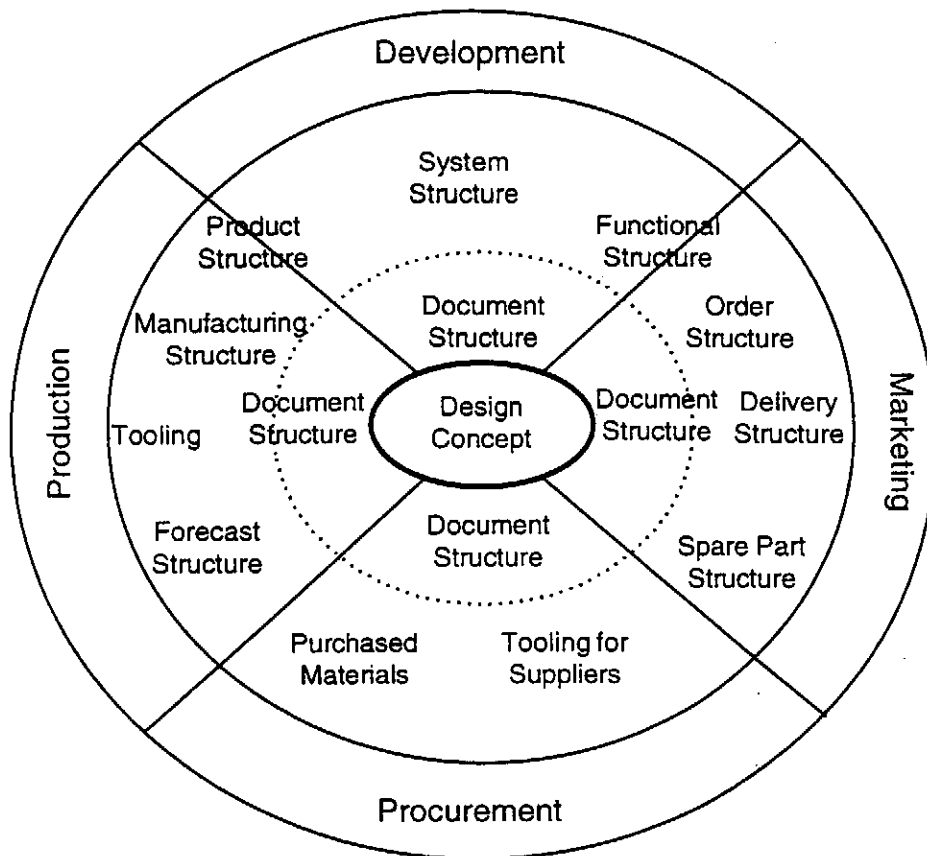 Development
System
Structure
Product
Structure
Functional
Structure
Manufacturing
Structure
Document
Structure
Order
Structure
Production
Tooling
Document
Structure
Design
Concept
Document
Structure
Delivery
Structure
Marketing
Forecast
Structure
Document
Structure
Spare Part
Structure
Purchased
Materials
Tooling for
Suppliers
Procurement